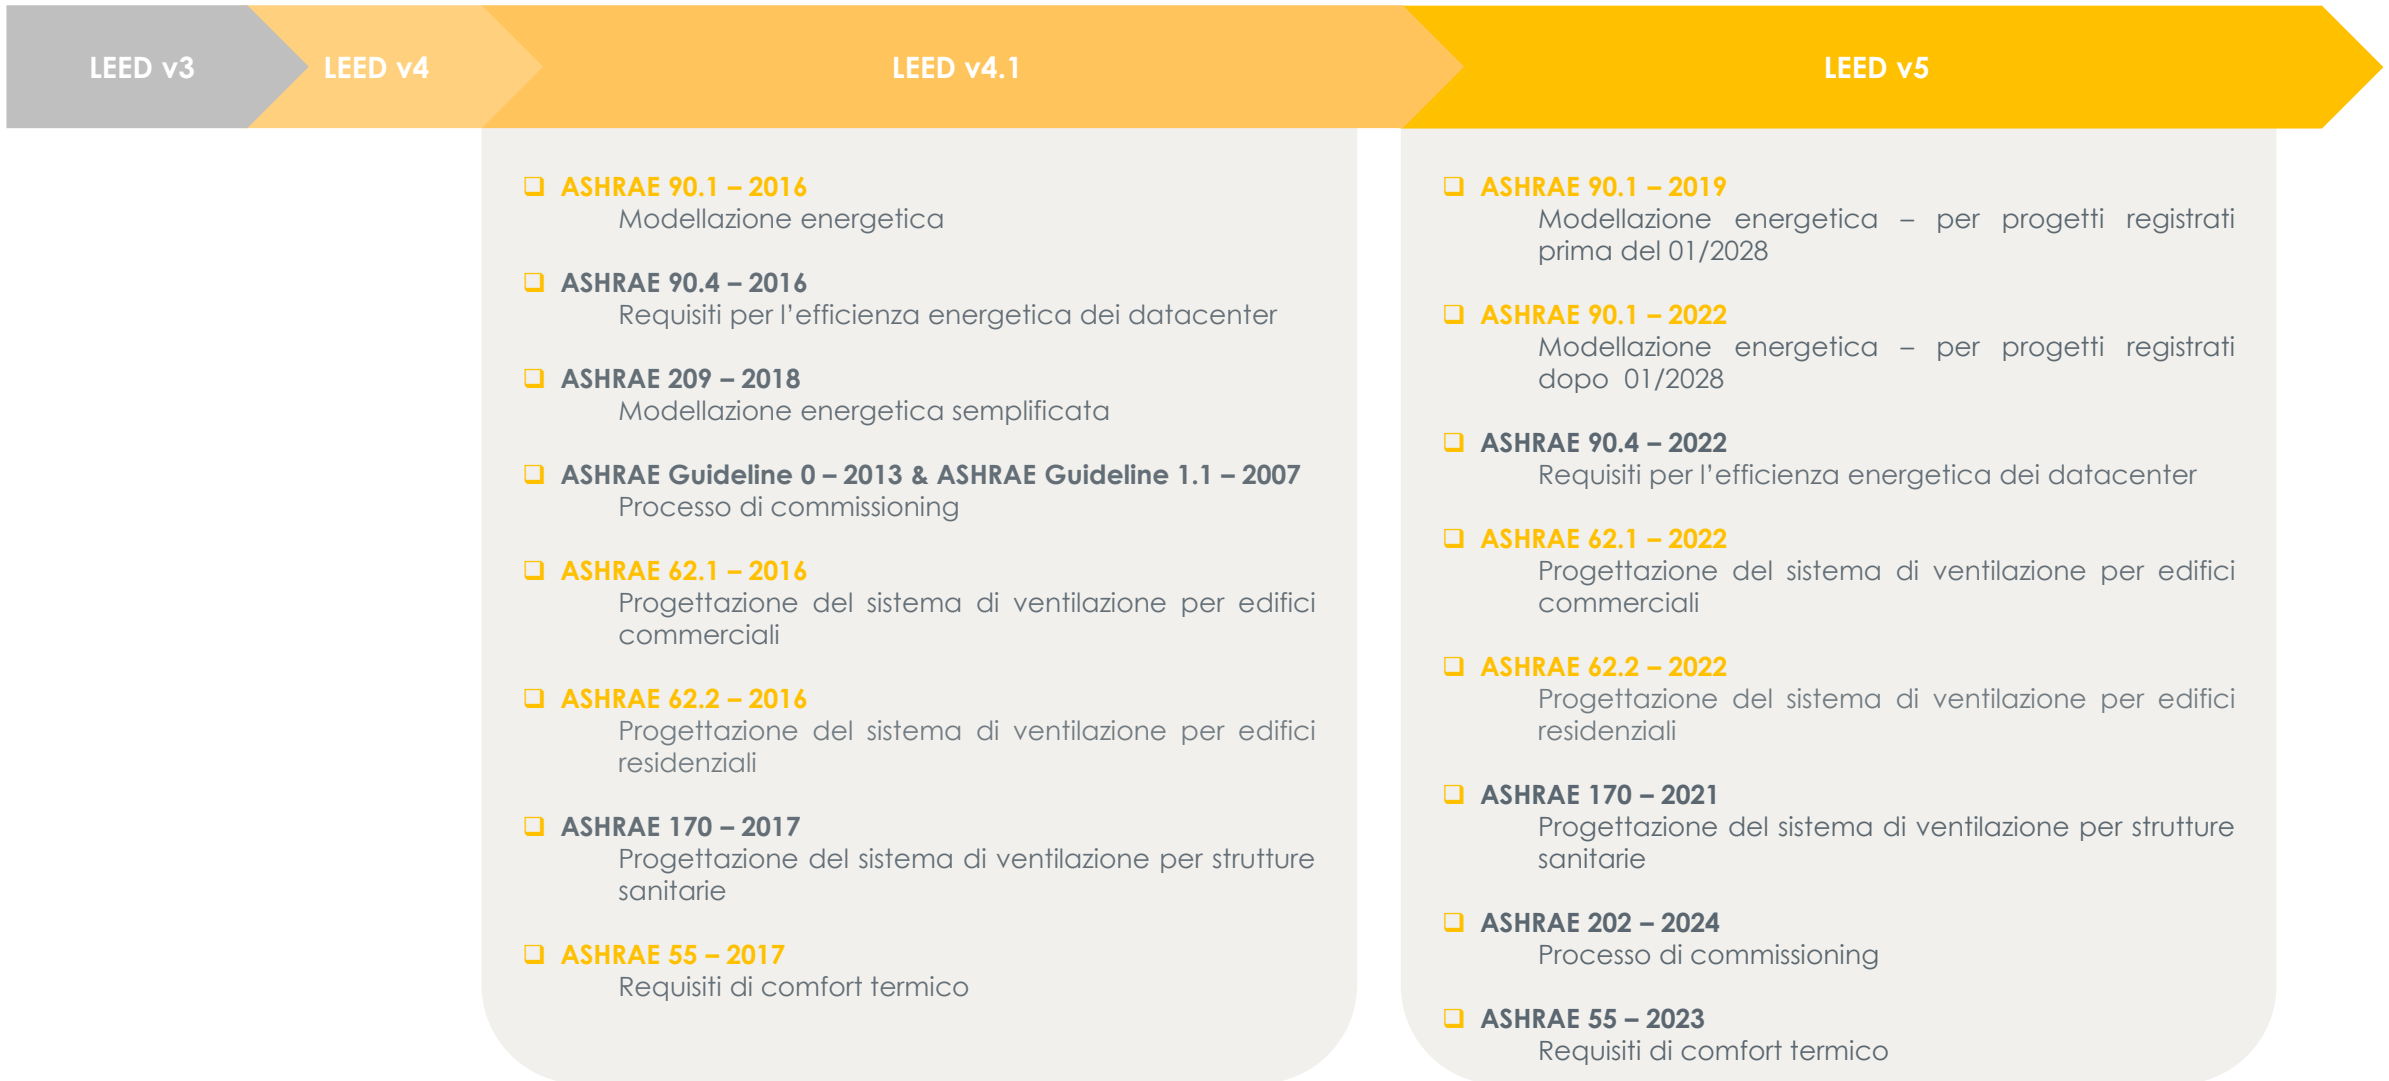 LEED v3
LEED v4
LEED v4.1
LEED v5
ASHRAE 90.1 – 2016
Modellazione energetica
ASHRAE 90.4 – 2016
Requisiti per l’efficienza energetica dei datacenter
ASHRAE 209 – 2018
Modellazione energetica semplificata
ASHRAE Guideline 0 – 2013 & ASHRAE Guideline 1.1 – 2007
Processo di commissioning
ASHRAE 62.1 – 2016
Progettazione del sistema di ventilazione per edifici
commerciali
ASHRAE 62.2 – 2016
Progettazione del sistema di ventilazione per edifici
residenziali
ASHRAE 170 – 2017
Progettazione del sistema di ventilazione per strutture
sanitarie
ASHRAE 55 – 2017
Requisiti di comfort termico
ASHRAE 90.1 – 2019
Modellazione energetica – per progetti registrati
prima del 01/2028
ASHRAE 90.1 – 2022
Modellazione energetica – per progetti registrati
dopo 01/2028
ASHRAE 90.4 – 2022
Requisiti per l’efficienza energetica dei datacenter
ASHRAE 62.1 – 2022
Progettazione del sistema di ventilazione per edifici
commerciali
ASHRAE 62.2 – 2022
Progettazione del sistema di ventilazione per edifici
residenziali
ASHRAE 170 – 2021
Progettazione del sistema di ventilazione per strutture
sanitarie
ASHRAE 202 – 2024
Processo di commissioning
ASHRAE 55 – 2023
Requisiti di comfort termico